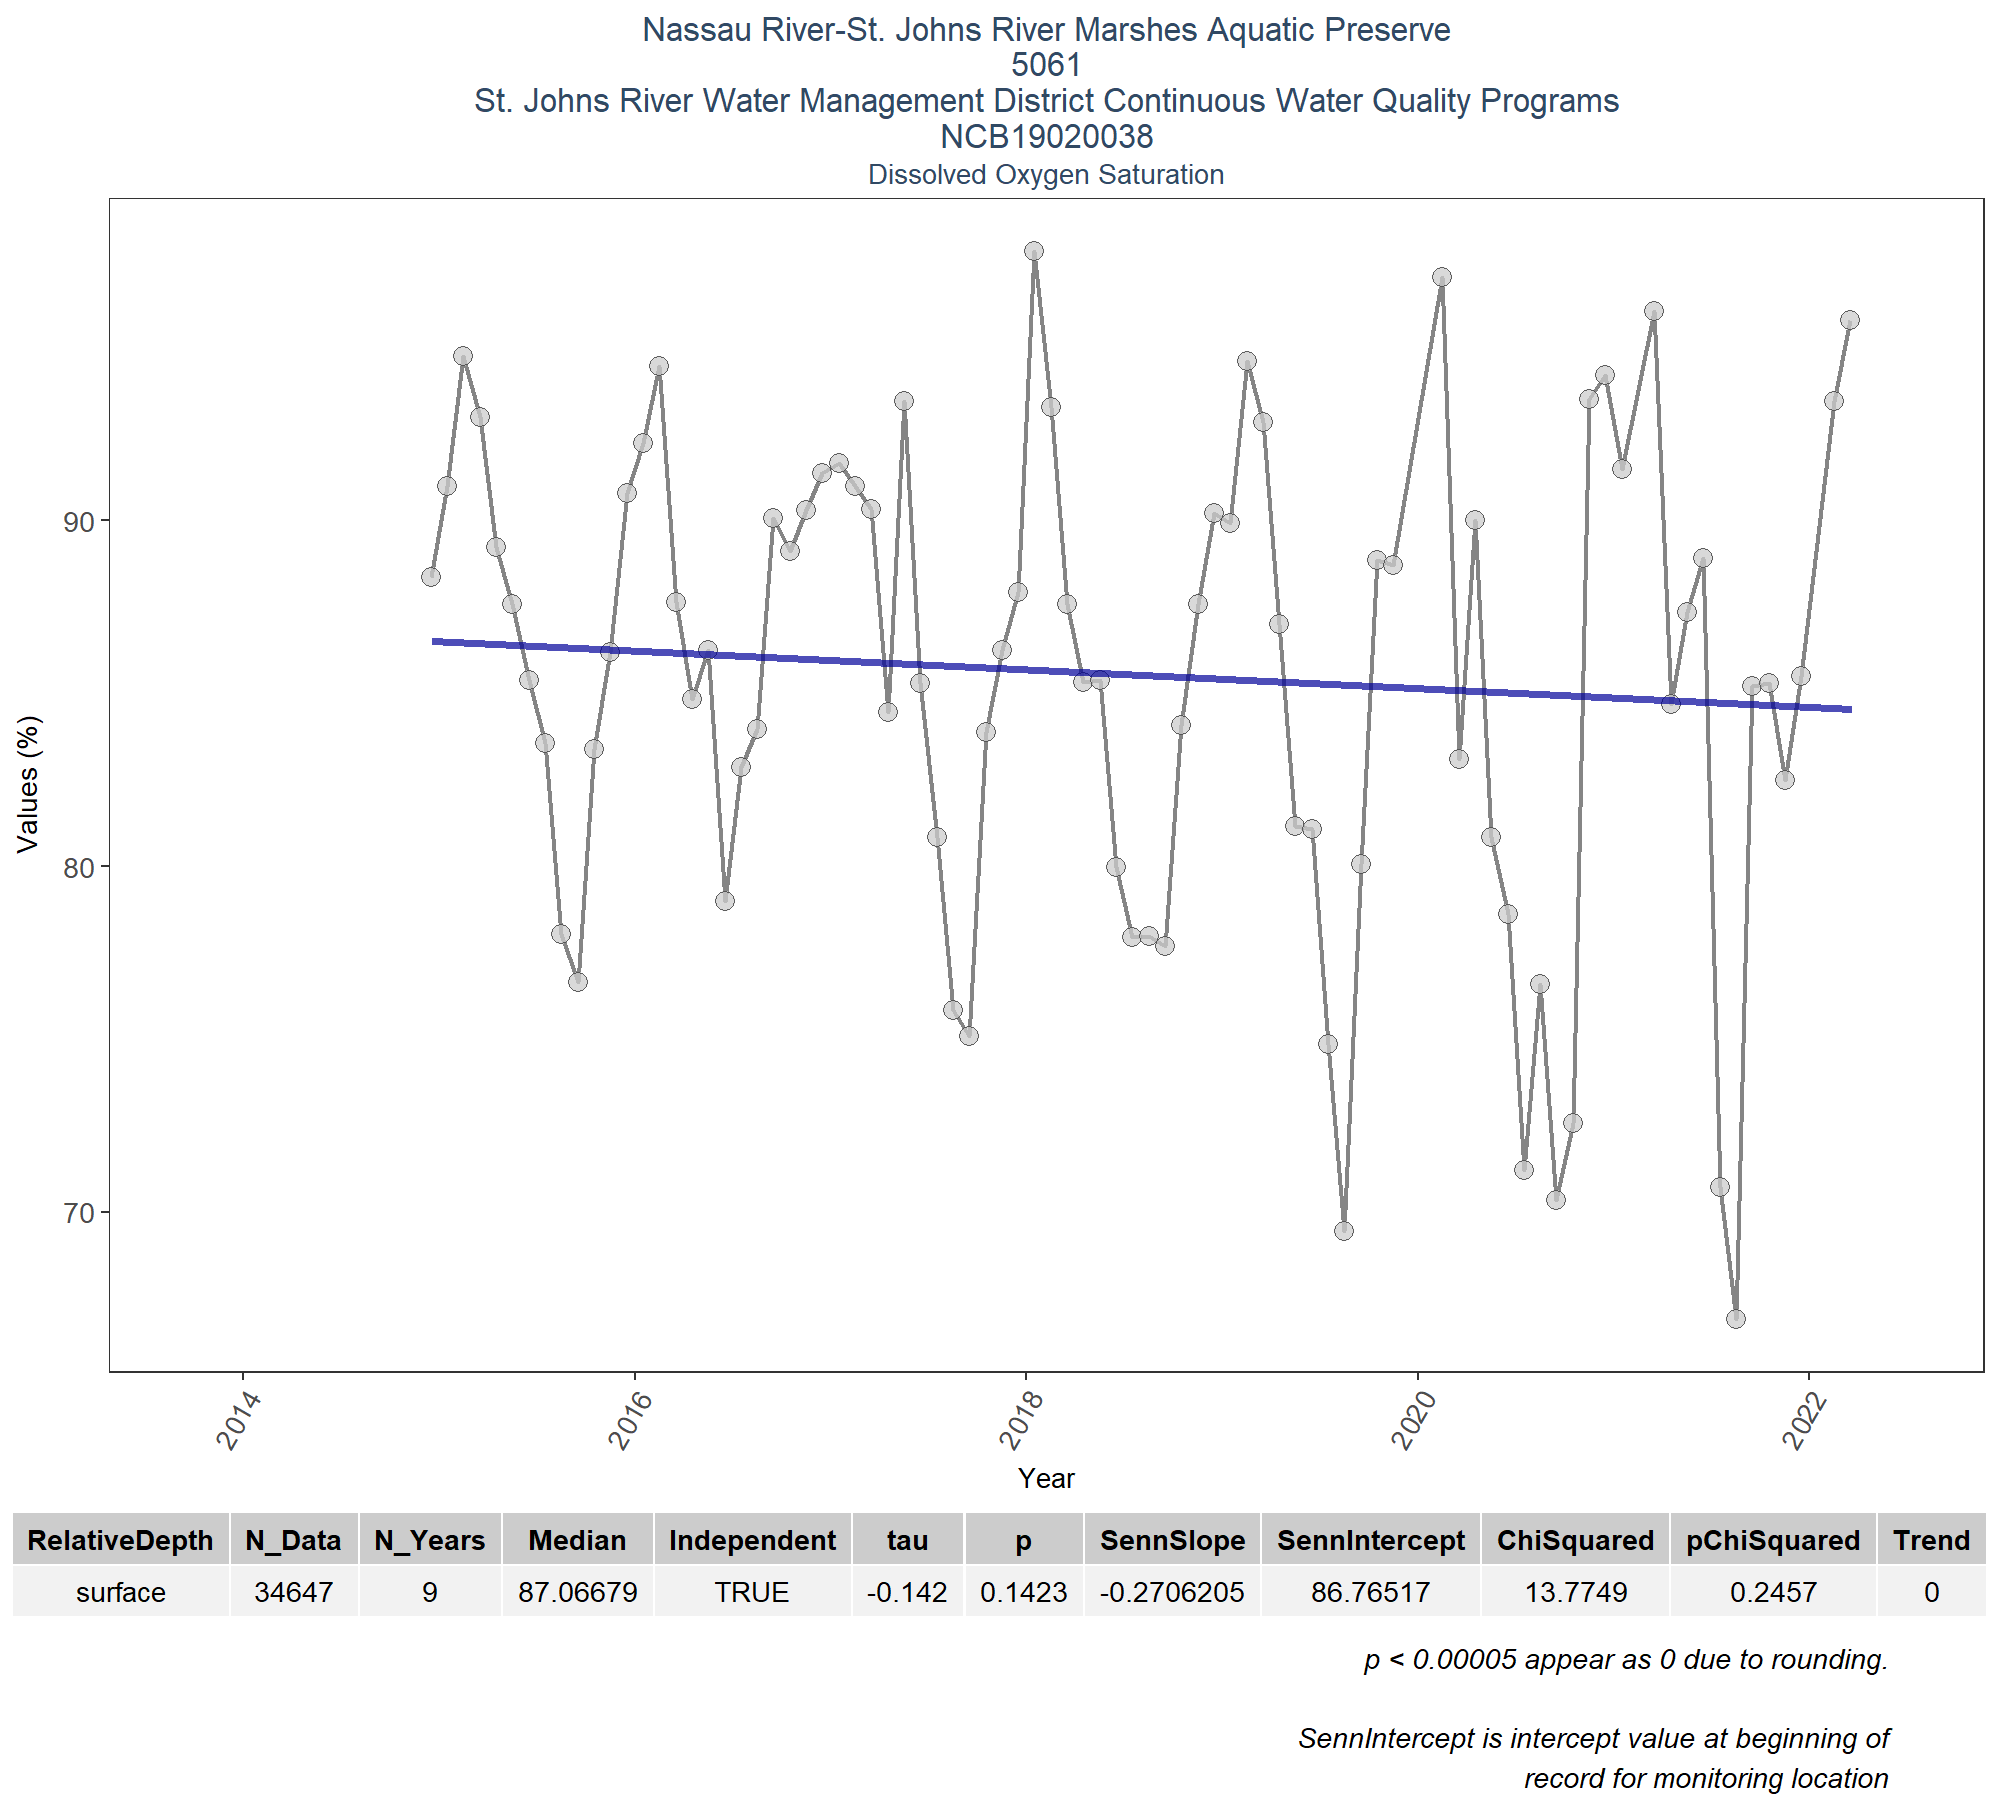 Nassau River-St. Johns River Marshes Aquatic Preserve
5061
St. Johns River Water Management District Continuous Water Quality Programs
NCB19020038
Dissolved Oxygen Saturation
Values (%)
90
80
70
2014
2016
2018
2020
2022
Year
RelativeDepth N_Data N_Years Median Independent tau p SennSlope SennIntercept ChiSquared pChiSquared Trend
surface 34647 9 87.06679 TRUE -0.142 0.1423 -0.2706205 86.76517 13.7749 0.2457 0
p < 0.00005 appear as 0 due to rounding.
SennIntercept is intercept value at beginning of
record for monitoring location